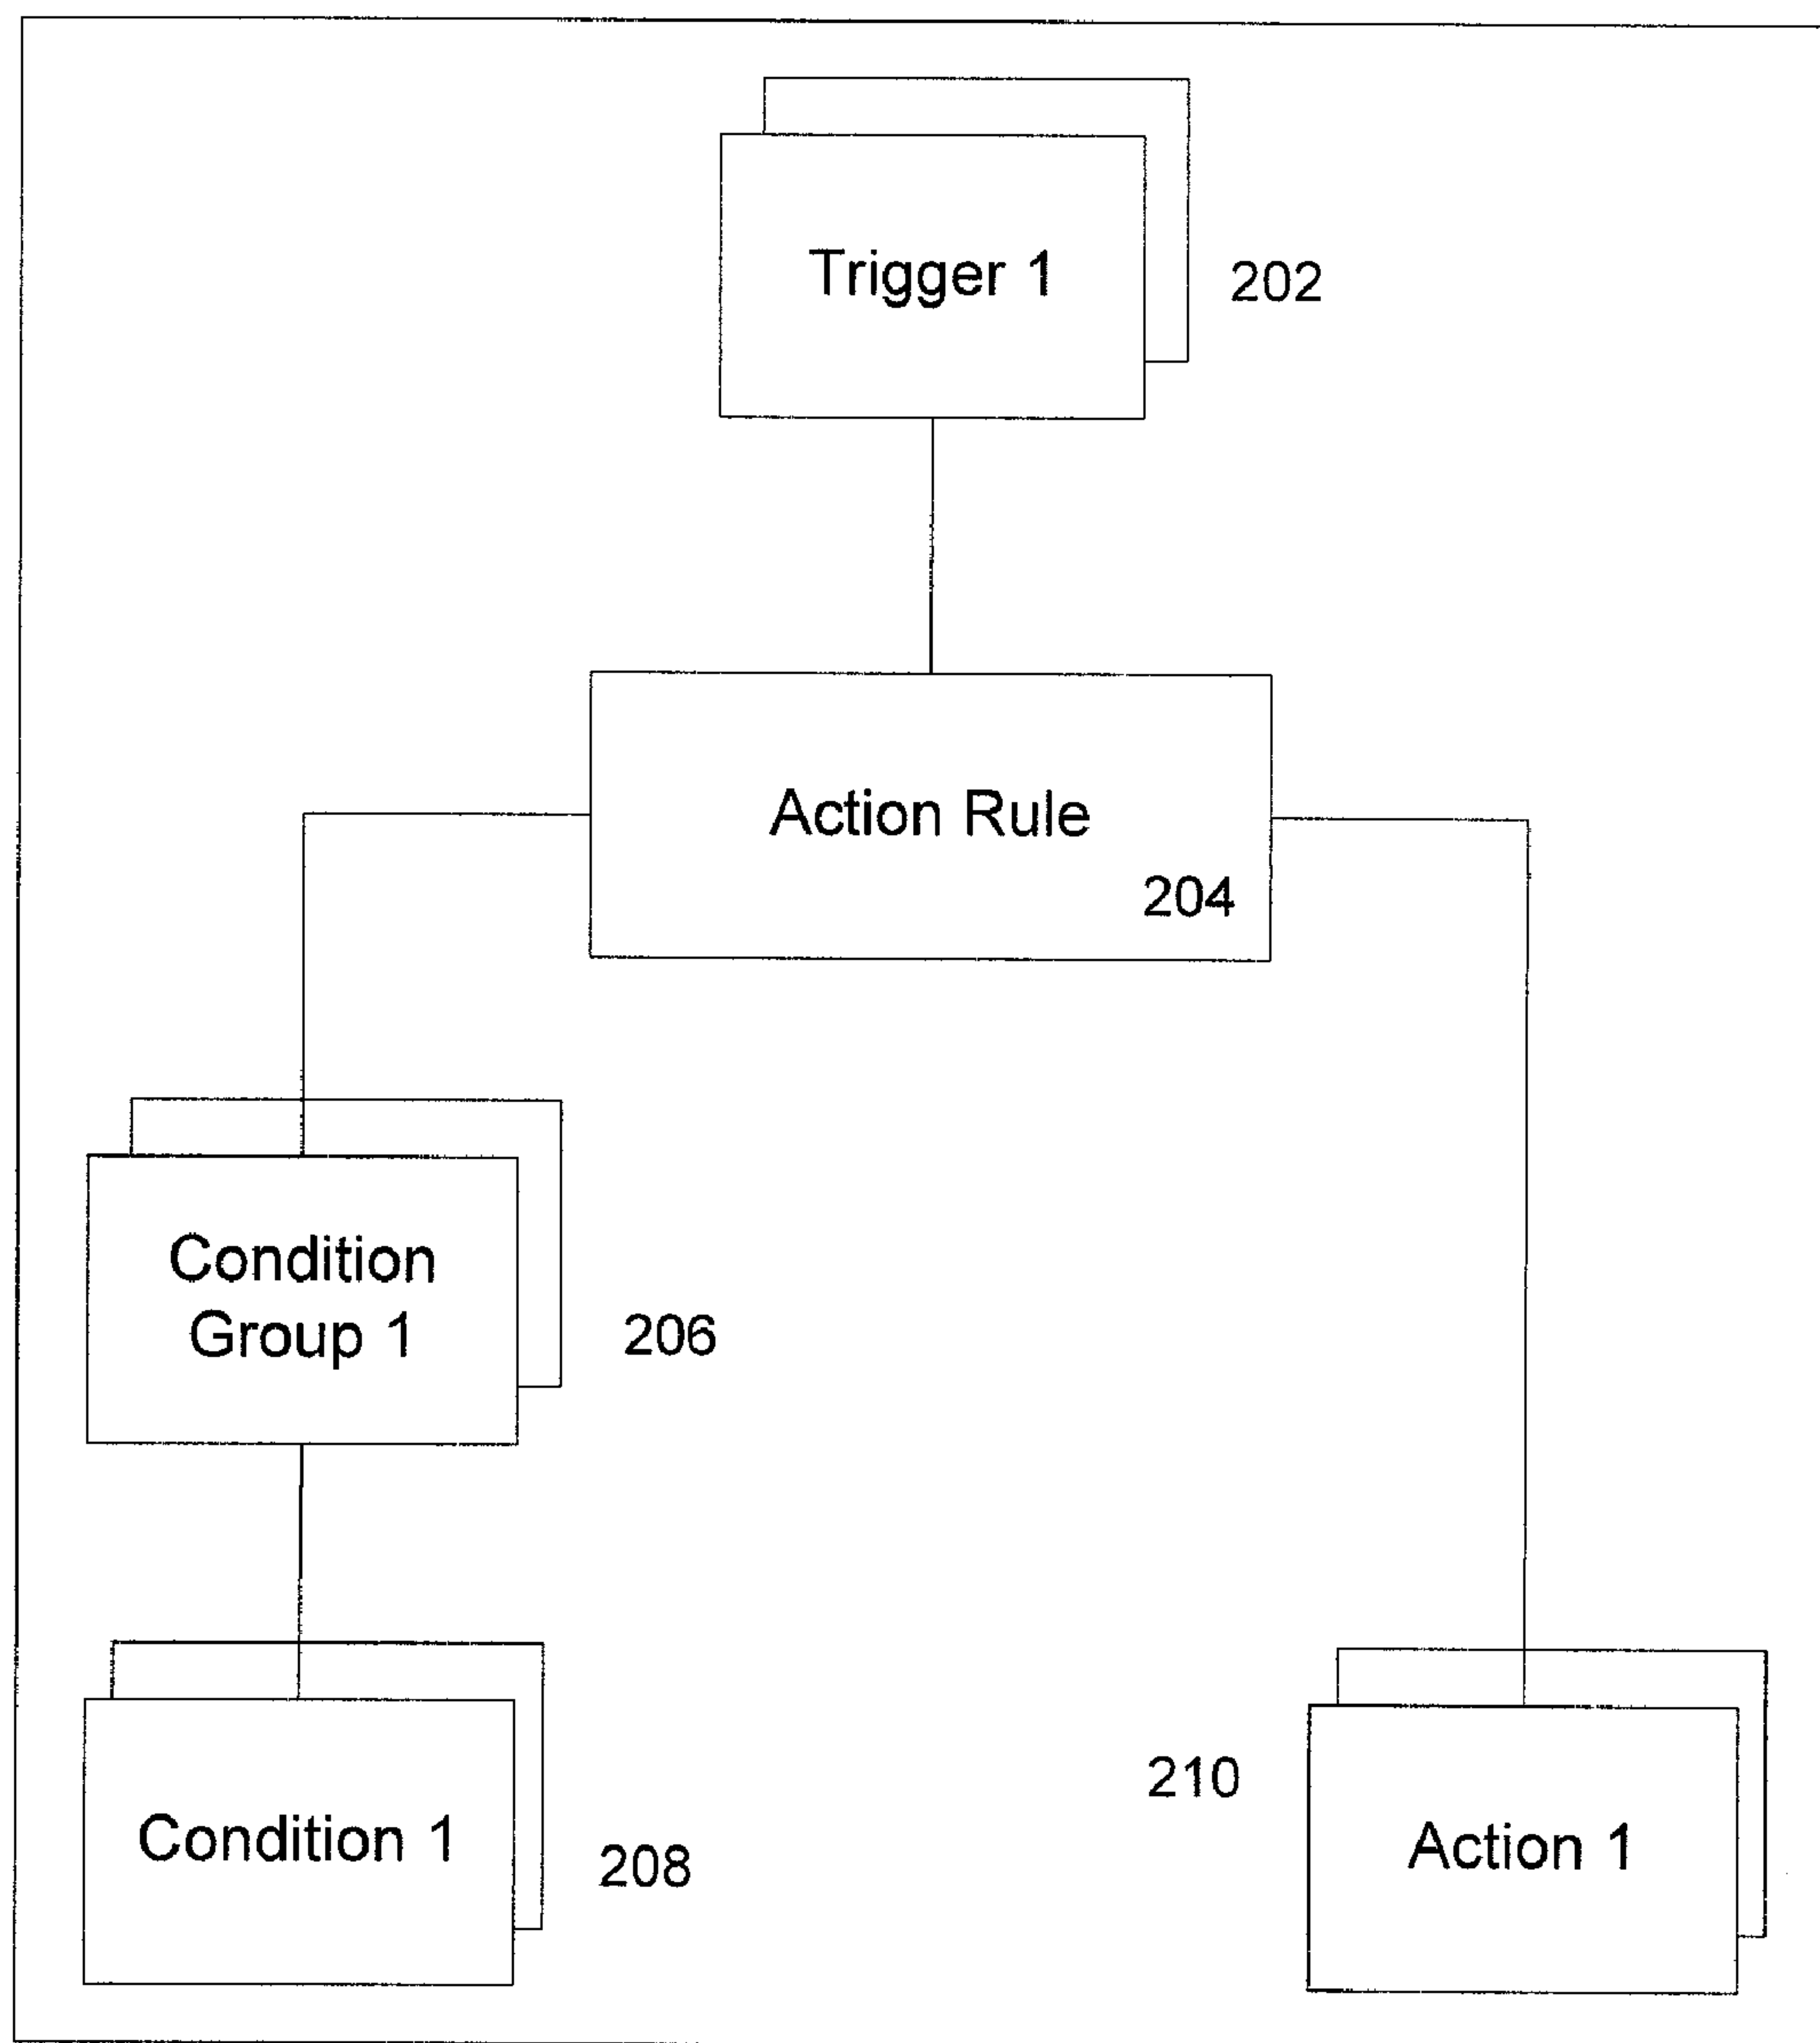 Trigger 1
202
Action Rule
204
Condition
Group 1
206
Condition 1
208
210
Action 1